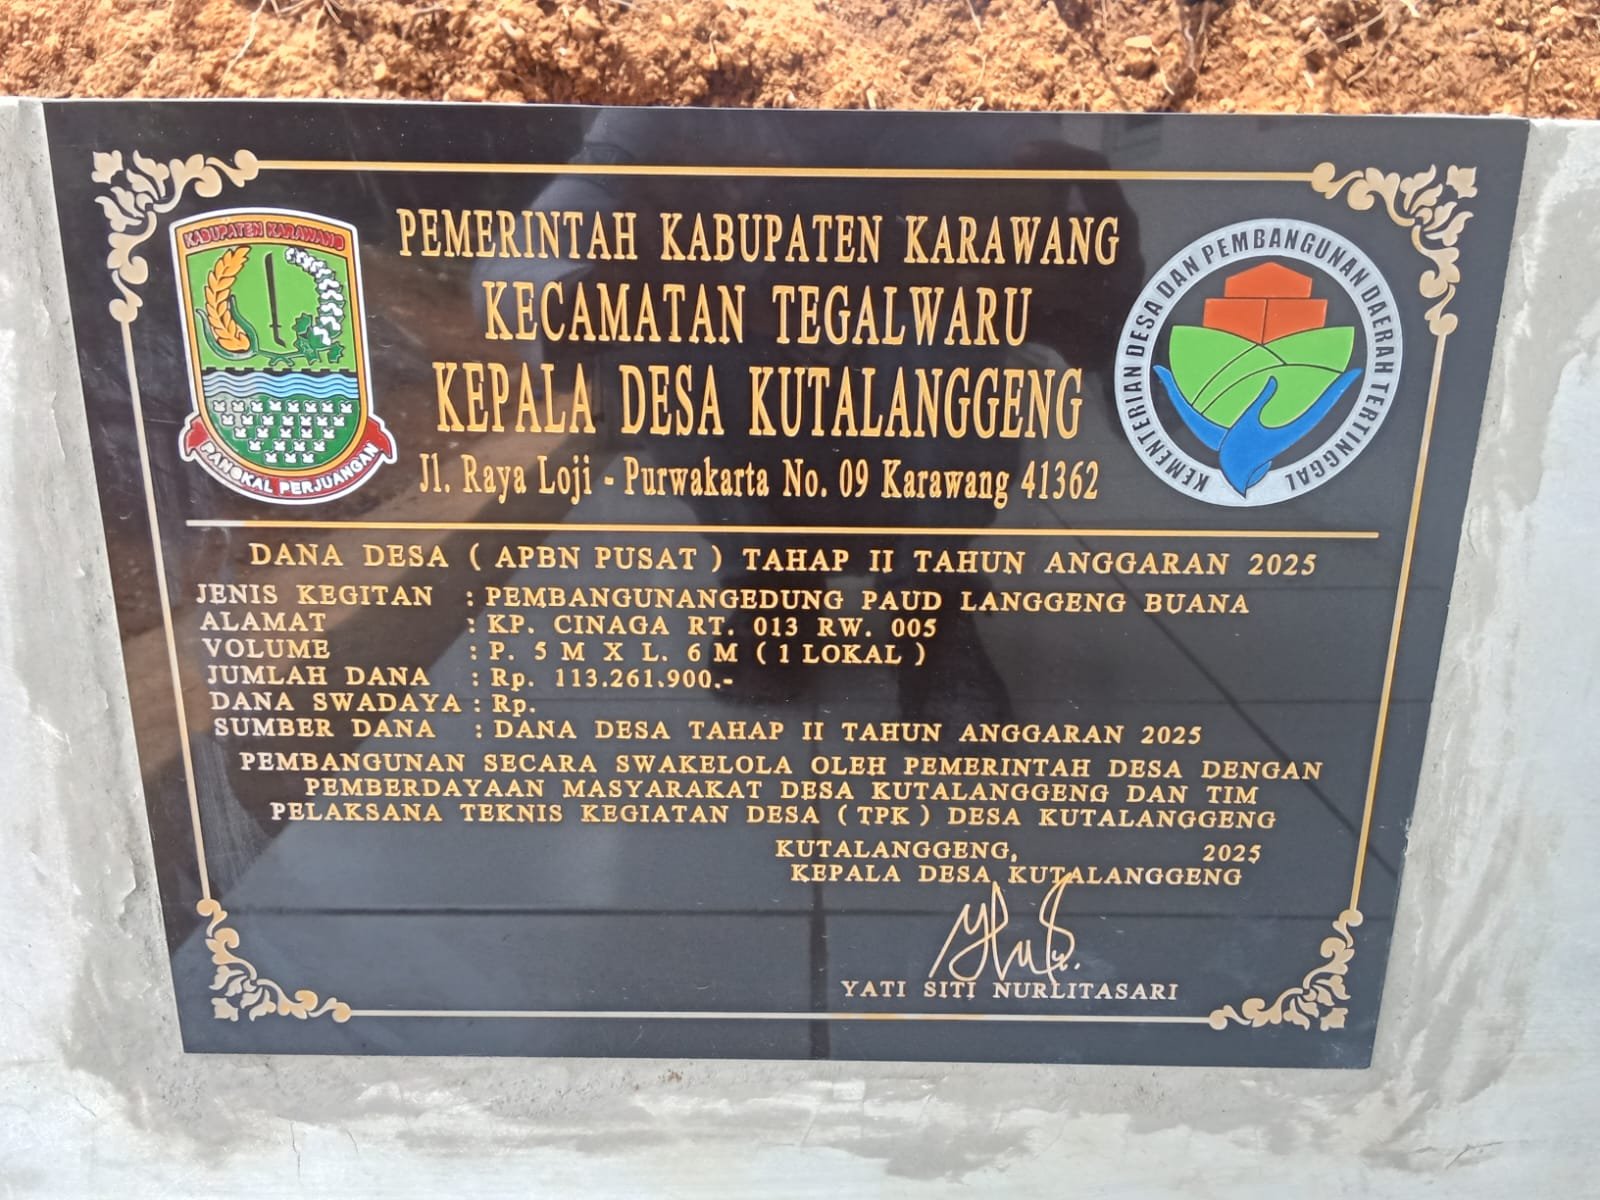 PEMERINTAH KABUPATEN KARAWANG
KECAMATAN TEGALWARU
KEPALA DESA KUTALANGGENG
Jl. Raya Loji - Purwakarta No. 09 Karawang 41362
KABUPATEN KARAWANG
PANGKAL PERJUANGAN
KEMENTERIAN DESA DAN PEMBANGUNAN DAERAH TERTINGGAL
DANA DESA ( APBN PUSAT ) TAHAP II TAHUN ANGGARAN 2025
JENIS KEGITAN : PEMBANGUNANGEDUNG PAUD LANGGENG BUANA
ALAMAT : KP. CINAGA RT. 013 RW. 005
VOLUME : P. 5 M X L. 6 M ( 1 LOKAL )
JUMLAH DANA : Rp. 113.261.900.-
DANA SWADAYA : Rp.
SUMBER DANA : DANA DESA TAHAP II TAHUN ANGGARAN 2025
PEMBANGUNAN SECARA SWAKELOLA OLEH PEMERINTAH DESA DENGAN
PEMBERDAYAAN MASYARAKAT DESA KUTALANGGENG DAN TIM
PELAKSANA TEKNIS KEGIATAN DESA ( TPK ) DESA KUTALANGGENG
KUTALANGGENG, 2025
KEPALA DESA KUTALANGGENG
YATI SITI NURLITASARI